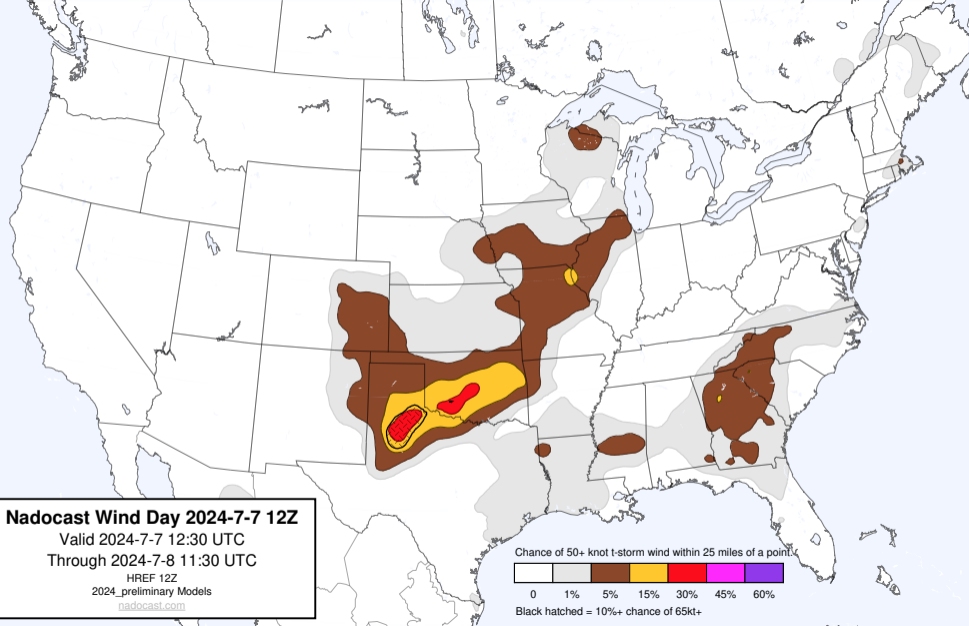 Nadocast Wind Day 2024-7-7 12Z
Valid 2024-7-7 12:30 UTC
Through 2024-7-8 11:30 UTC
HREF 12Z
2024_preliminary Models
nadocast.com
Chance of 50+ knot t-storm wind within 25 miles of a point.
0 1% 5% 15% 30% 45% 60%
Black hatched = 10%+ chance of 65kt+